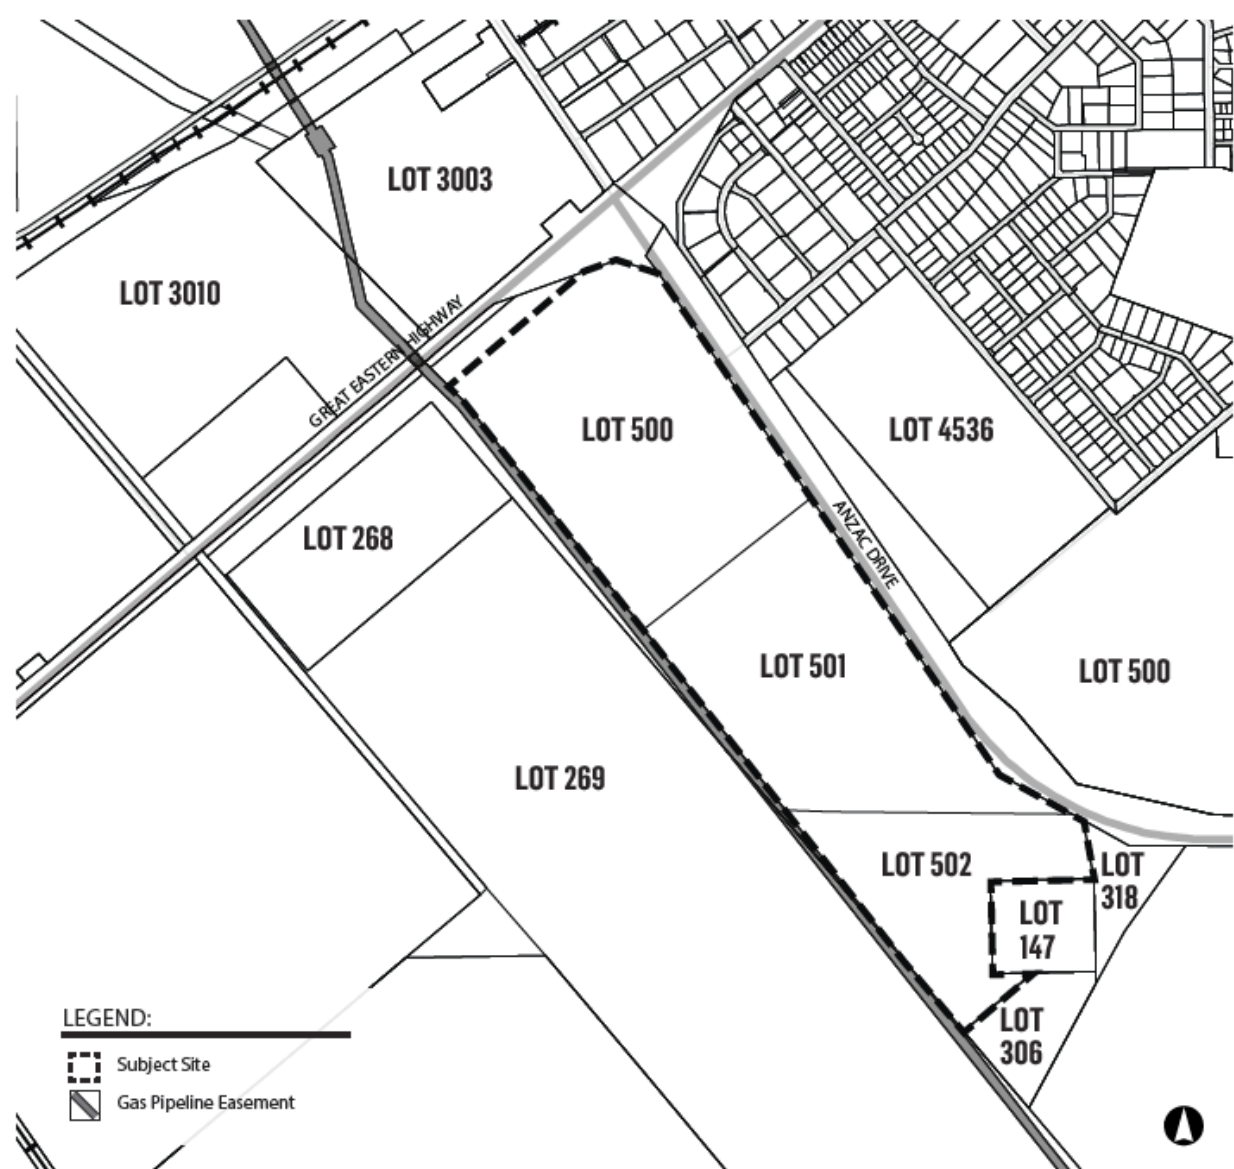 LOT 3003
LOT 3010
GREAT EASTERN HIGHWAY
LOT 500
LOT 4536
LOT 268
ANZAC DRIVE
LOT 501
LOT 500
LOT 269
LOT 502
LOT
318
LOT
147
LOT
306
LEGEND:
Subject Site
Gas Pipeline Easement